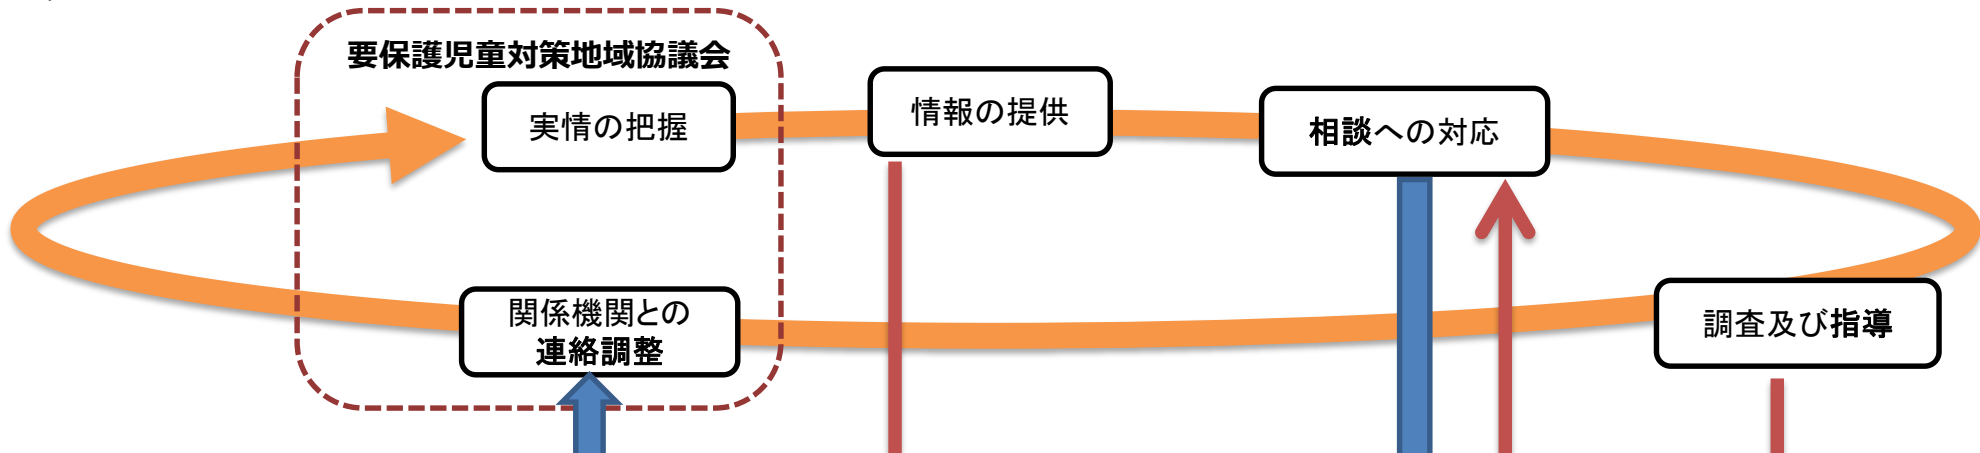 要保護児童対策地域協議会
実情の把握
情報の提供
相談への対応
関係機関との
連絡調整
調査及び指導